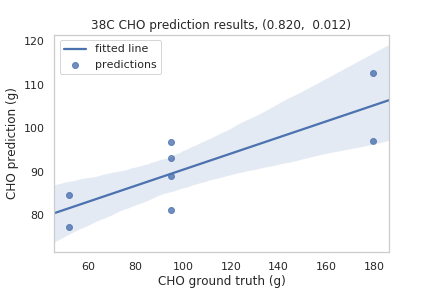 38C CHO prediction results, (0.820,  0.012)
fitted line
predictions
CHO prediction (g)
120
110
100
90
80
60
80
100
120
140
160
180
CHO ground truth (g)